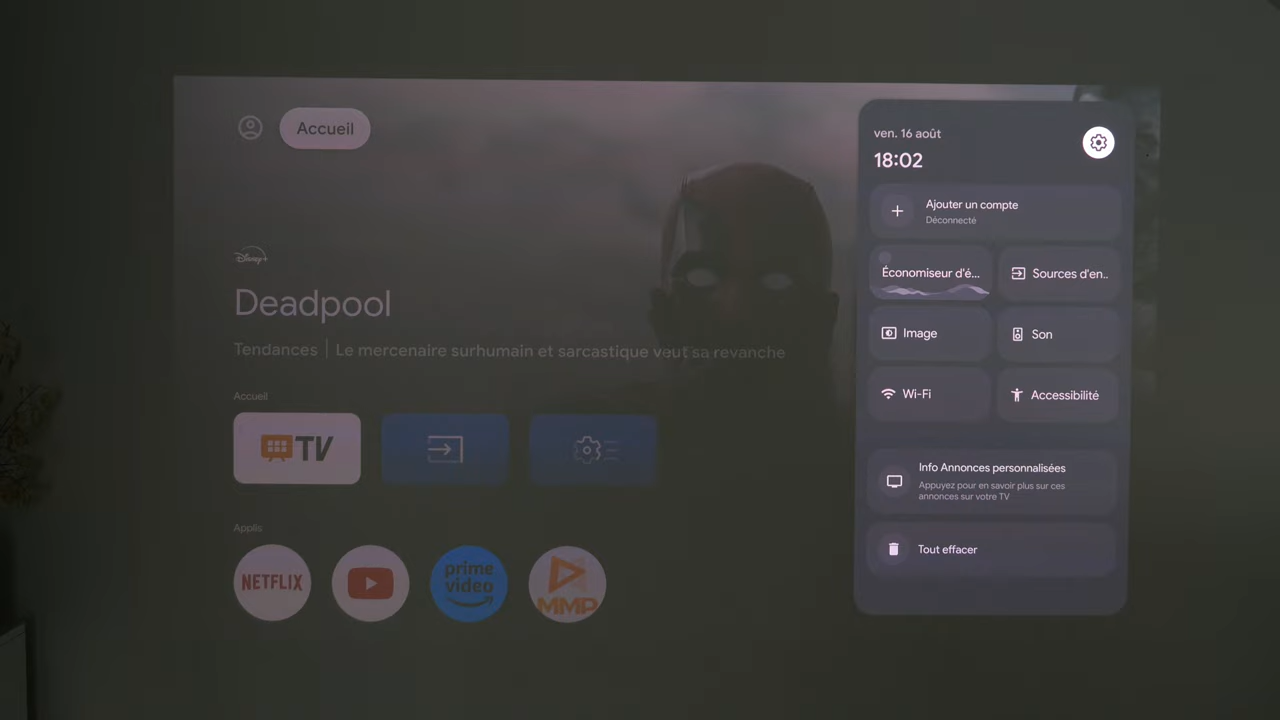 Accueil
Disney+
Deadpool
Tendances | Le mercenaire surhumain et sarcastique veut sa revanche
Accueil
TV
Applis
NETFLIX
prime video
MMP
ven. 16 août
18:02
Ajouter un compte
Déconnecté
Économiseur d'é...
Sources d'en..
Image
Son
Wi-Fi
Accessibilité
Info Annonces personnalisées
Appuyez pour en savoir plus sur ces
annonces sur votre TV
Tout effacer